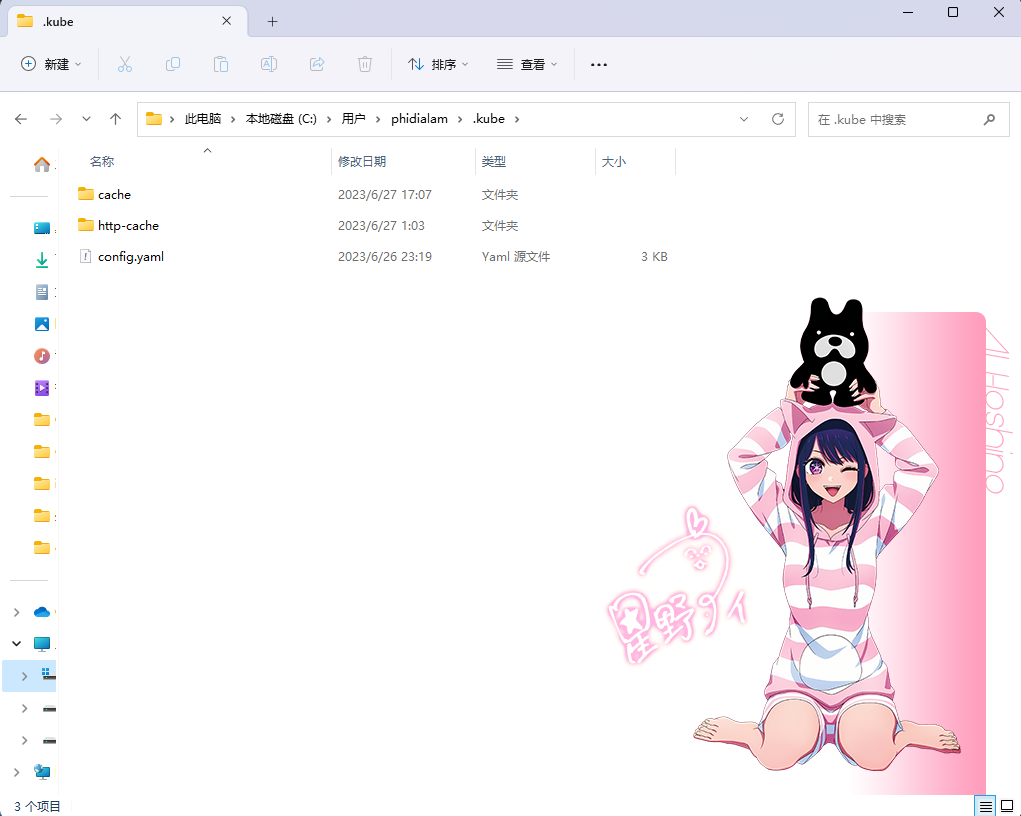 .kube
新建
排序
查看
此电脑 本地磁盘 (C:) 用户 phidialam .kube
在 .kube 中搜索
名称 修改日期 类型 大小
cache 2023/6/27 17:07 文件夹
http-cache 2023/6/27 1:03 文件夹
config.yaml 2023/6/26 23:19 Yaml 源文件 3 KB
AI Hoshino
星野アイ
3 个项目